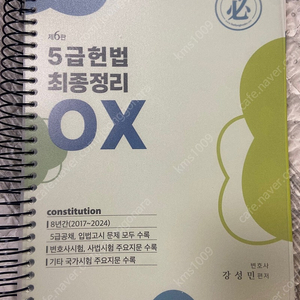 제6판
5급헌법
최종정리
OX
必
constitution
8년간(2017~2024)
5급공채, 입법고시 문제 모두 수록
변호사시험, 사법시험 주요지문 수록
기타 국가시험 주요지문 수록
변호사
강성민 편저